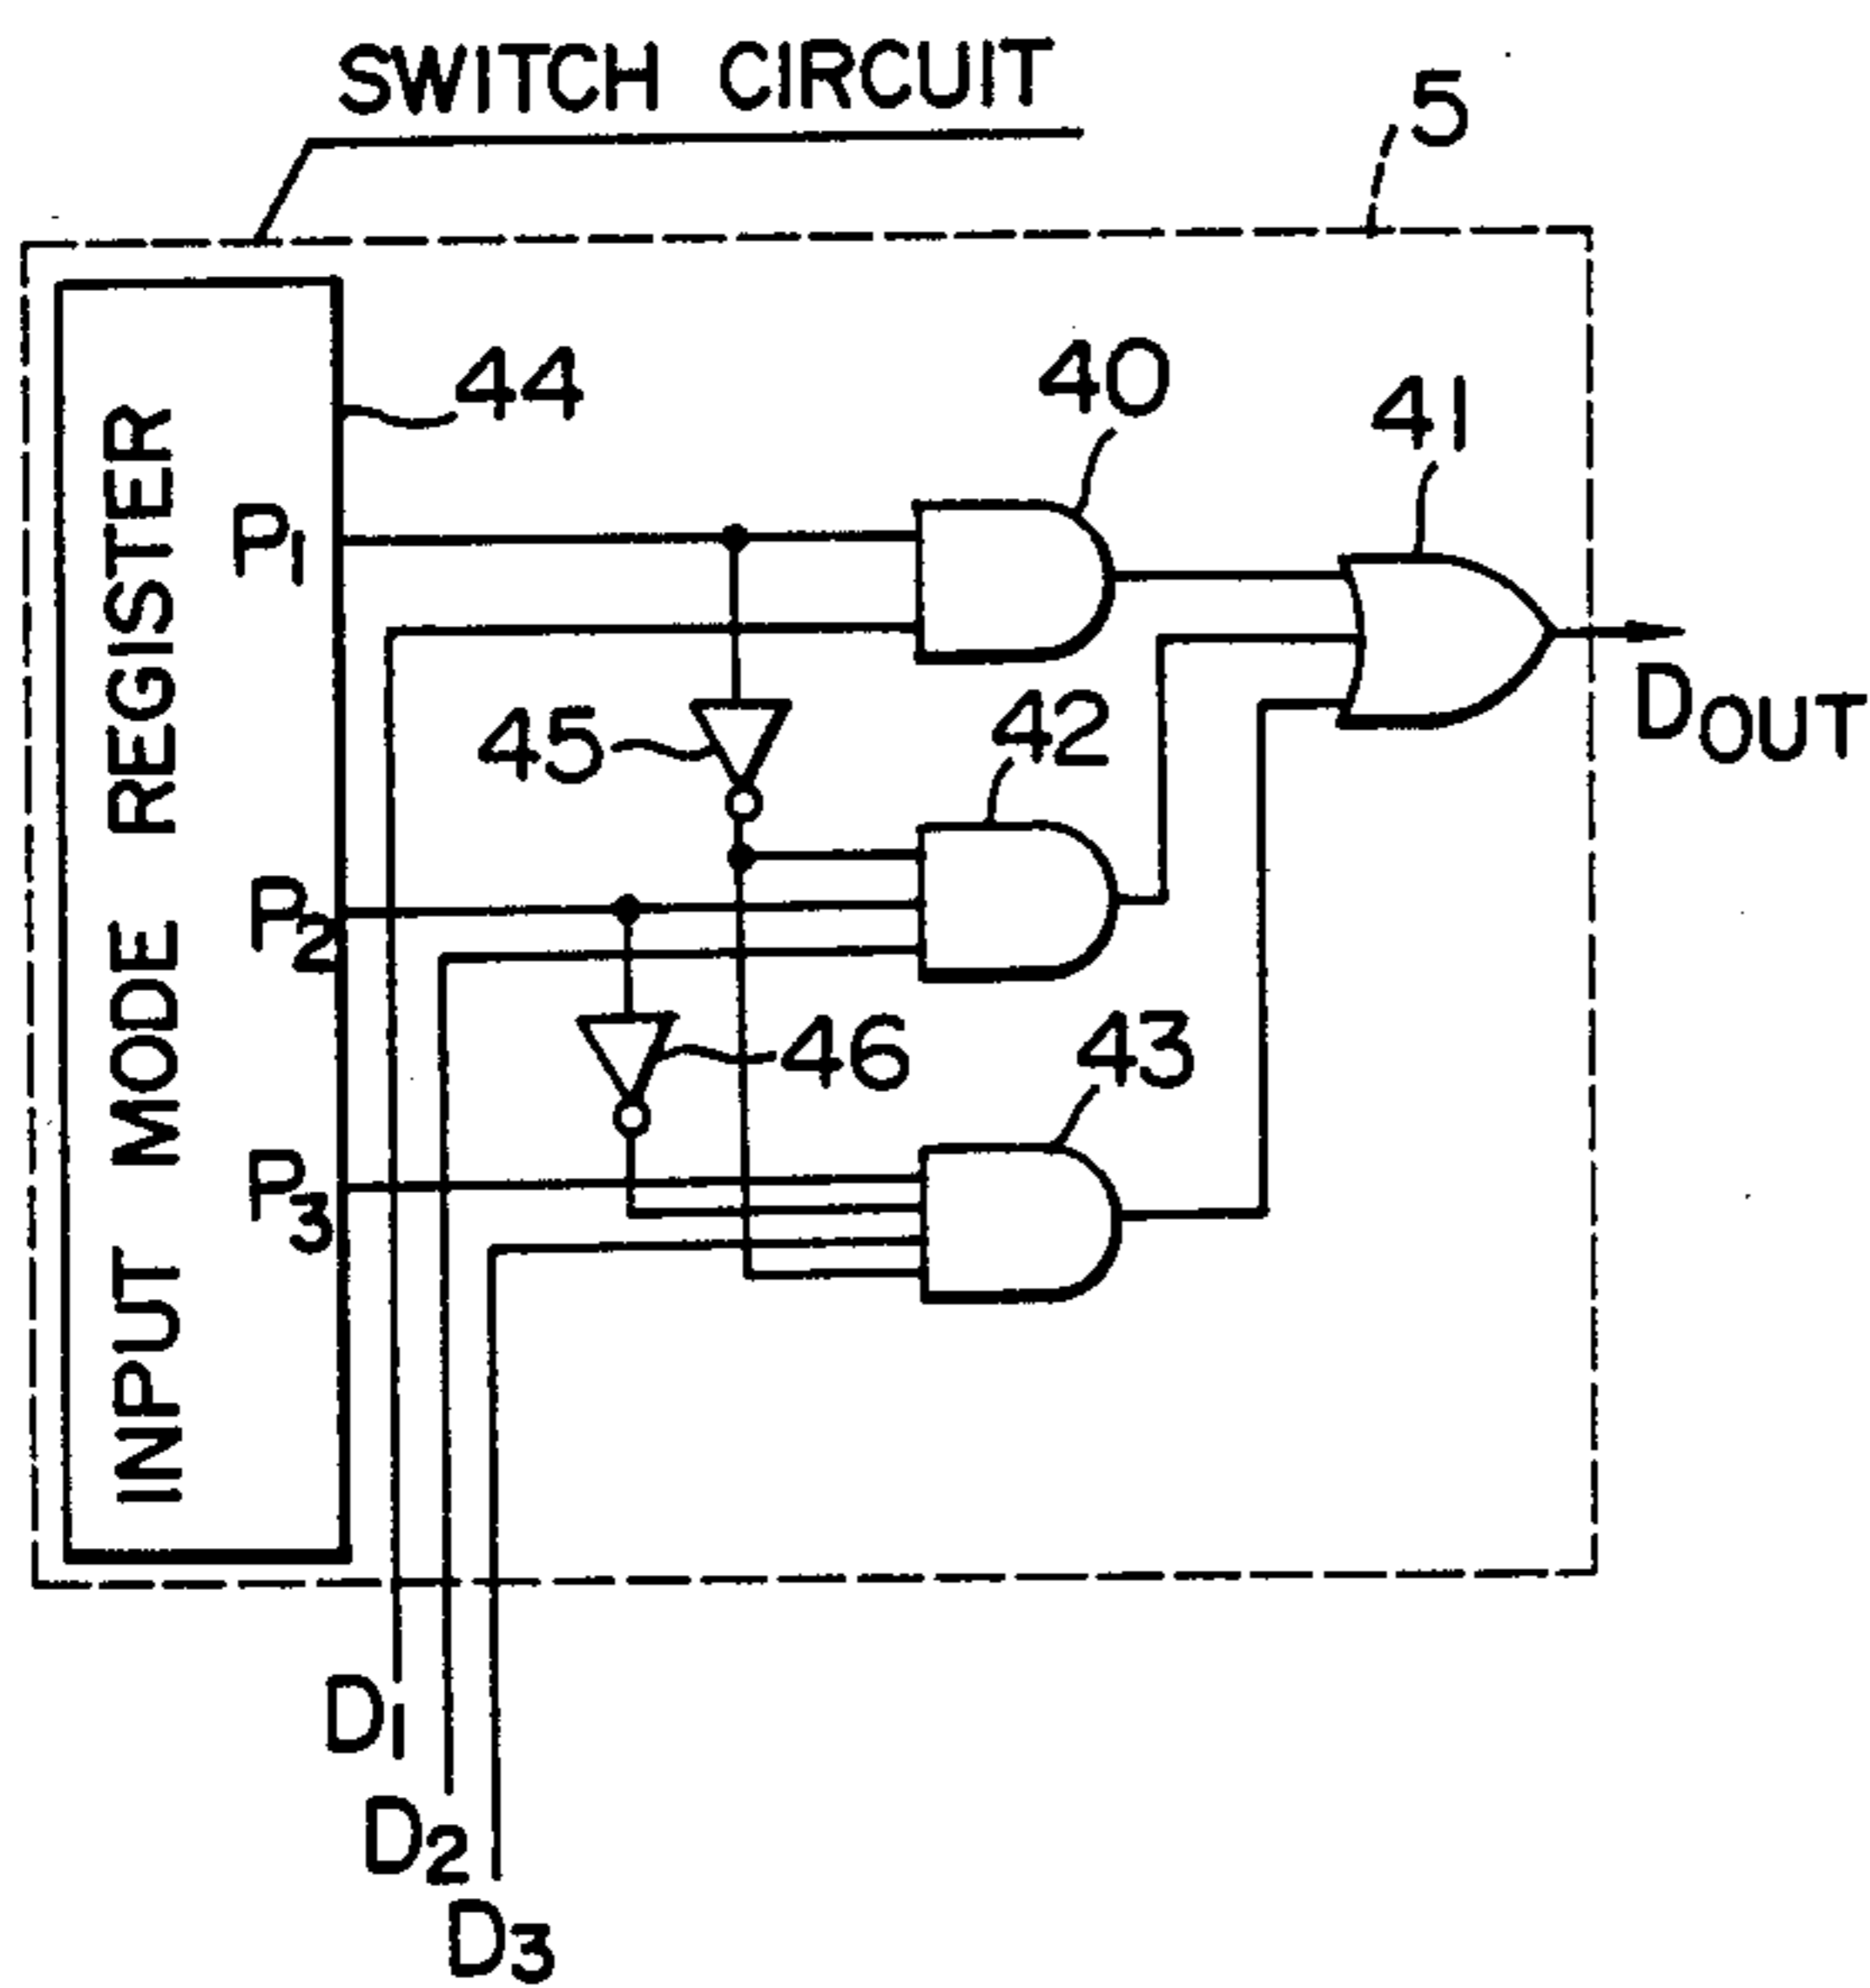 SWITCH CIRCUIT
5
44
40
41
P1
45
42
DOUT
P2
46
43
P3
INPUT MODE REGISTER
D1
D2
D3